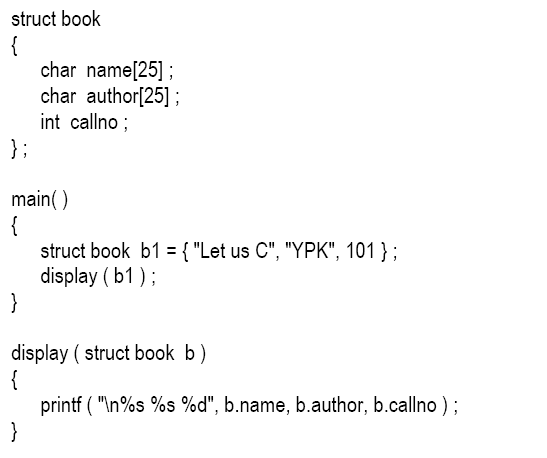 struct book
{
char name[25] ;
char author[25] ;
int callno ;
} ;
main( )
{
struct book b1 = { "Let us C", "YPK", 101 } ;
display ( b1 ) ;
}
display ( struct book b )
{
printf ( "\n%s %s %d", b.name, b.author, b.callno ) ;
}